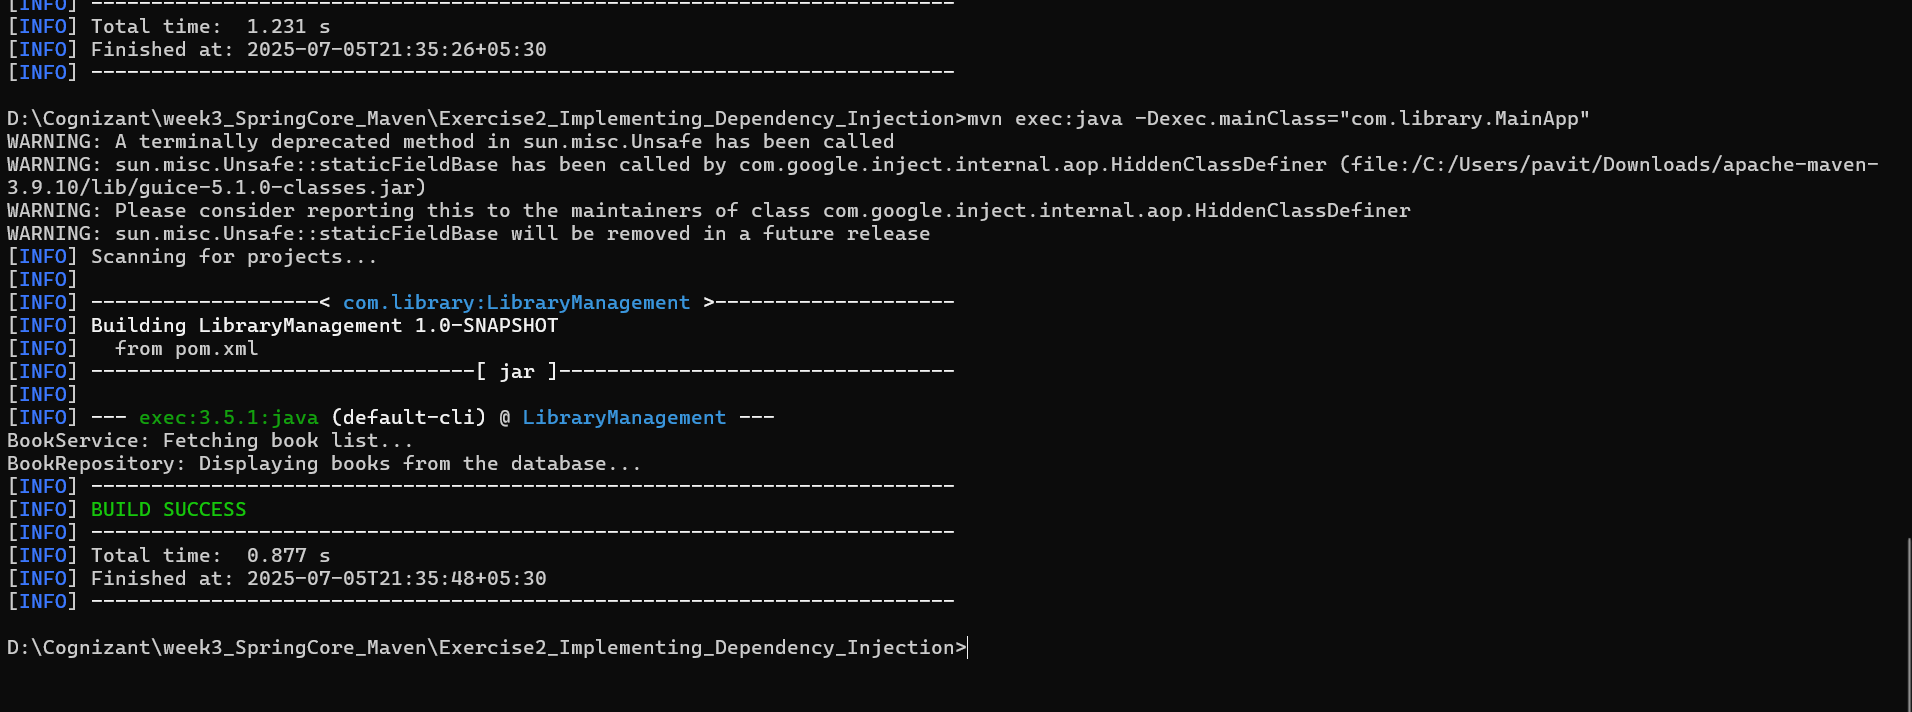 [INFO] ------------------------------------------------------------------------
[INFO] Total time:  1.231 s
[INFO] Finished at: 2025-07-05T21:35:26+05:30
[INFO] ------------------------------------------------------------------------
D:\Cognizant\week3_SpringCore_Maven\Exercise2_Implementing_Dependency_Injection>mvn exec:java -Dexec.mainClass="com.library.MainApp"
WARNING: A terminally deprecated method in sun.misc.Unsafe has been called
WARNING: sun.misc.Unsafe::staticFieldBase has been called by com.google.inject.internal.aop.HiddenClassDefiner (file:/C:/Users/pavit/Downloads/apache-maven-
3.9.10/lib/guice-5.1.0-classes.jar)
WARNING: Please consider reporting this to the maintainers of class com.google.inject.internal.aop.HiddenClassDefiner
WARNING: sun.misc.Unsafe::staticFieldBase will be removed in a future release
[INFO] Scanning for projects...
[INFO]
[INFO] -------------------< com.library:LibraryManagement >--------------------
[INFO] Building LibraryManagement 1.0-SNAPSHOT
[INFO]   from pom.xml
[INFO] --------------------------------[ jar ]---------------------------------
[INFO]
[INFO] --- exec:3.5.1:java (default-cli) @ LibraryManagement ---
BookService: Fetching book list...
BookRepository: Displaying books from the database...
[INFO] ------------------------------------------------------------------------
[INFO] BUILD SUCCESS
[INFO] ------------------------------------------------------------------------
[INFO] Total time:  0.877 s
[INFO] Finished at: 2025-07-05T21:35:48+05:30
[INFO] ------------------------------------------------------------------------
D:\Cognizant\week3_SpringCore_Maven\Exercise2_Implementing_Dependency_Injection>